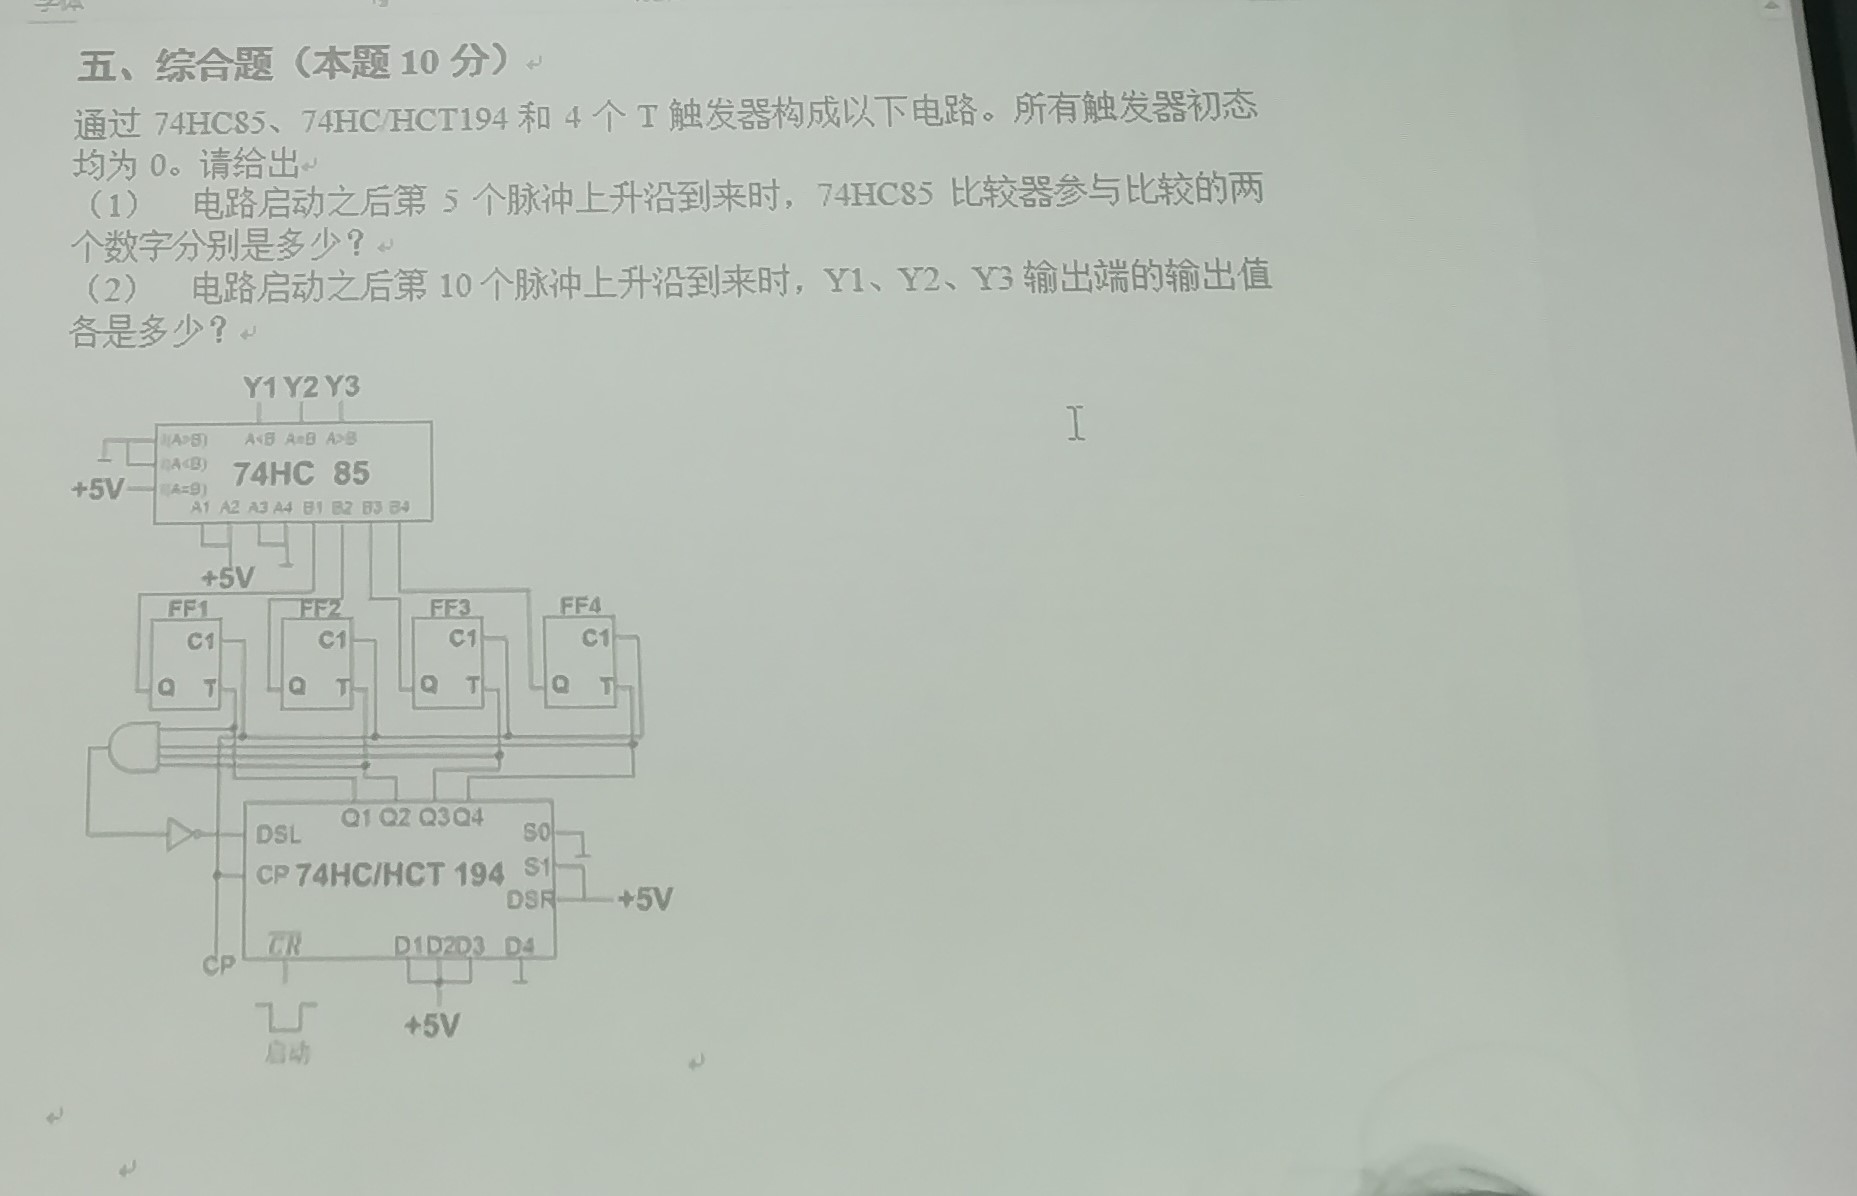 五、综合题（本题 10 分）
通过 74HC85、74HC/HCT194 和 4 个 T 触发器构成以下电路。所有触发器初态
均为 0。请给出
（1） 电路启动之后第 5 个脉冲上升沿到来时，74HC85 比较器参与比较的两
个数字分别是多少？
（2） 电路启动之后第 10 个脉冲上升沿到来时，Y1、Y2、Y3 输出端的输出值
各是多少？
Y1 Y2 Y3
I(A>B) A<B A=B A>B
I(A<B) 74HC 85
+5V I(A=B)
A1 A2 A3 A4 B1 B2 B3 B4
+5V
FF1 FF2 FF3 FF4
C1 C1 C1 C1
Q T Q T Q T Q T
Q1 Q2 Q3 Q4
DSL S0
CP 74HC/HCT 194 S1
DSR +5V
CR D1 D2 D3 D4
CP
+5V
启动